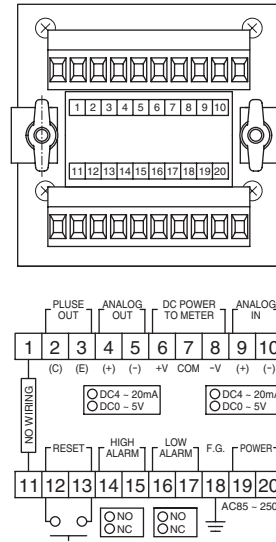 1 2 3 4 5 6 7 8 9 10
11 12 13 14 15 16 17 18 19 20
PLUSE OUT
ANALOG OUT
DC POWER TO METER
ANALOG IN
1 2 3 4 5 6 7 8 9 10
(C) (E) (+) (-) +V COM -V (+) (-)
DC4 ~ 20mA
DC0 ~ 5V
DC4 ~ 20mA
DC0 ~ 5V
NO WIRING
RESET
HIGH ALARM
LOW ALARM
F.G.
POWER
11 12 13 14 15 16 17 18 19 20
NO
NC
NO
NC
AC85 ~ 250